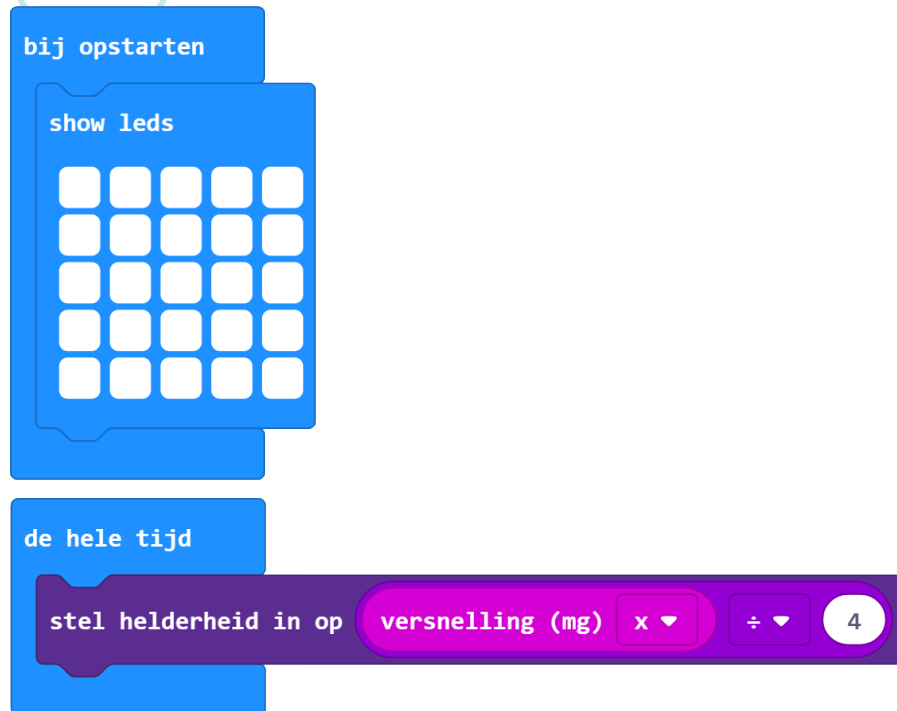 bij opstarten
show leds
de hele tijd
stel helderheid in op versnelling (mg) x ÷ 4